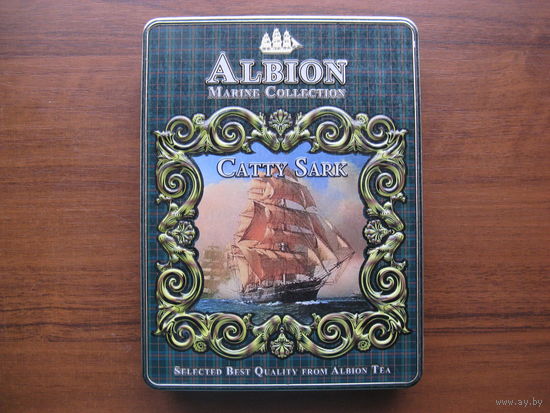 ALBION
MARINE COLLECTION
CATTY SARK
SELECTED BEST QUALITY FROM ALBION TEA
www.ay.by